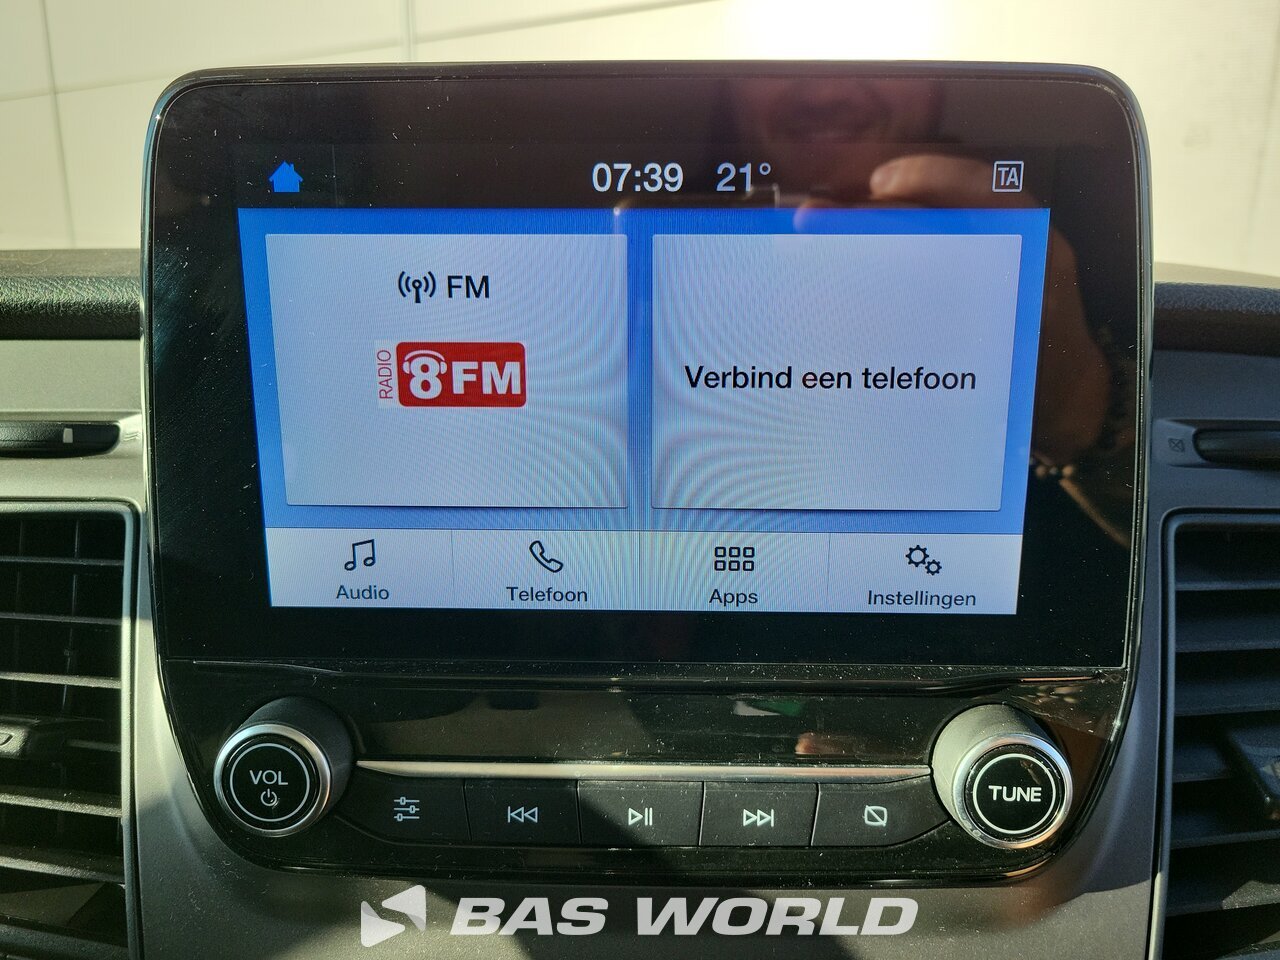 07:39 21° TA
FM
RADIO 8FM
Verbind een telefoon
Audio Telefoon Apps Instellingen
VOL
TUNE
BAS WORLD